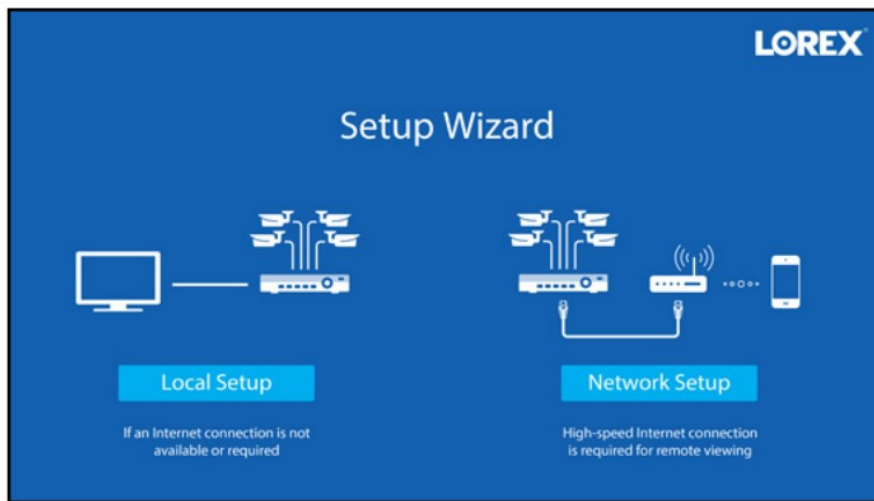 LOREX
Setup Wizard
Local Setup
If an Internet connection is not
available or required
Network Setup
High-speed Internet connection
is required for remote viewing